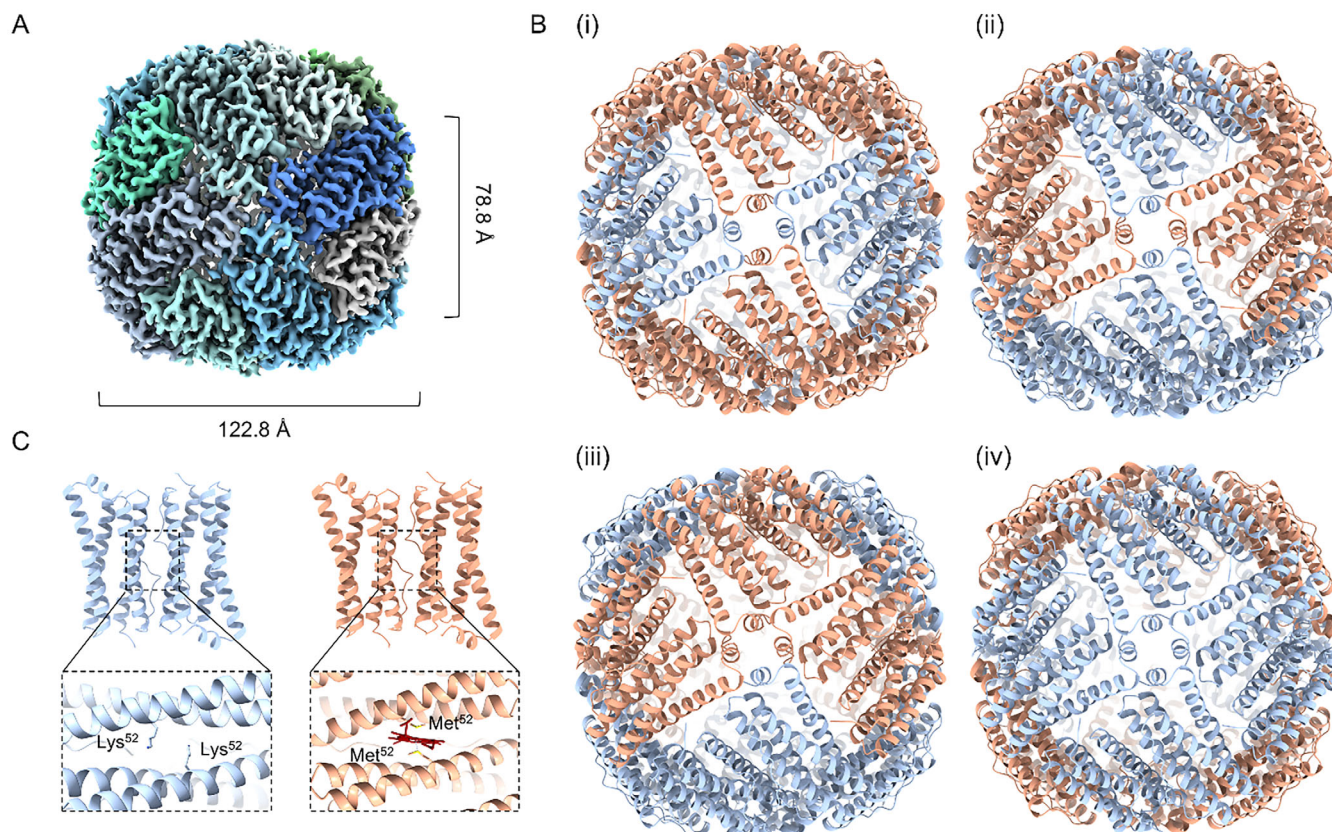 A
78.8 Å
122.8 Å
B
(i)
(ii)
(iii)
(iv)
C
Lys52
Lys52
Met52
Met52